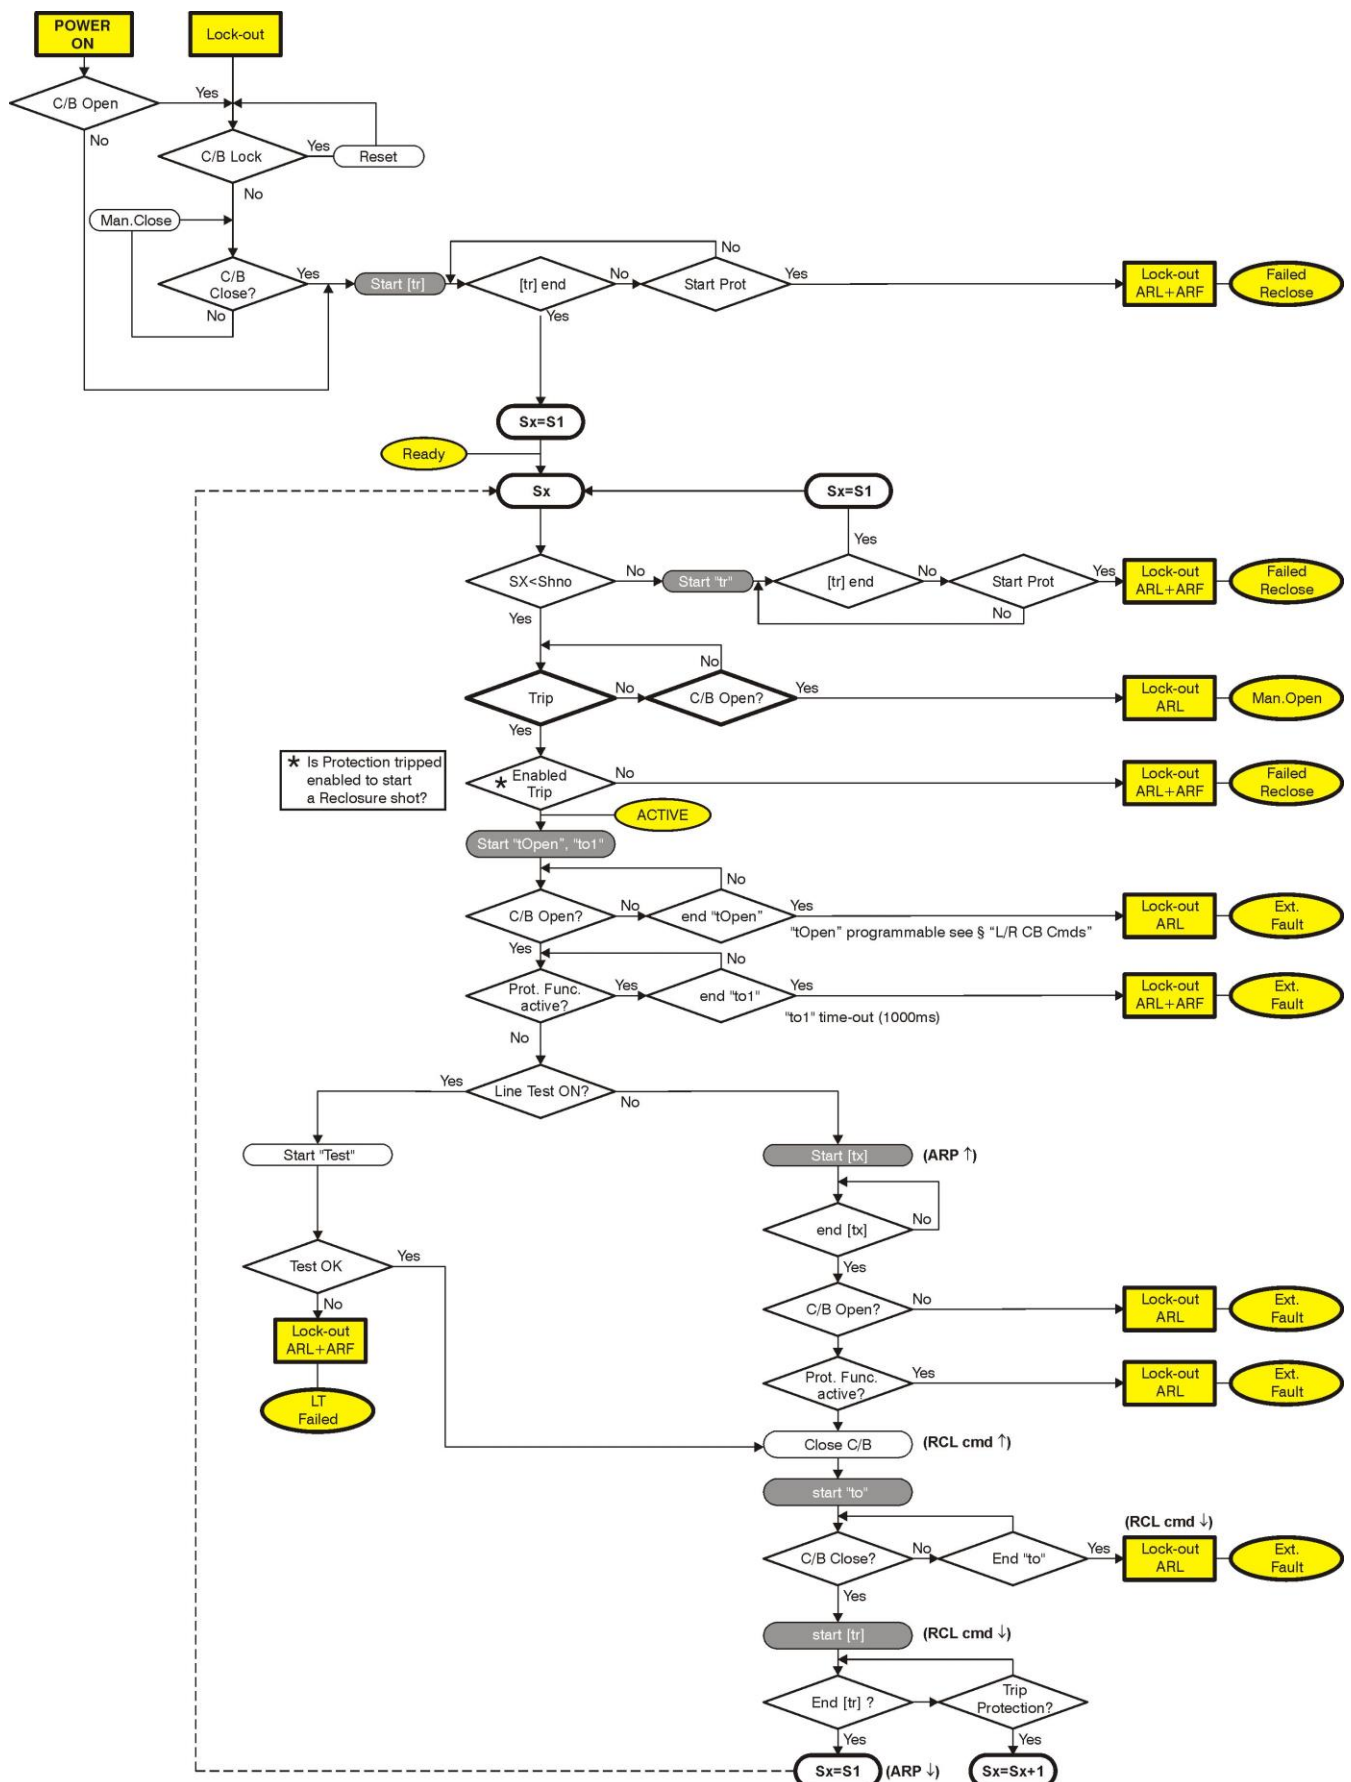 POWER
ON
Lock-out
C/B Open
Yes
No
C/B Lock
Yes
Reset
No
Man.Close
C/B
Close?
Yes
No
Start [tr]
[tr] end
No
Yes
Start Prot
No
Yes
Lock-out
ARL+ARF
Failed
Reclose
Sx=S1
Ready
Sx
Sx=S1
Yes
SX<Shno
No
Yes
Start "tr"
[tr] end
No
Start Prot
Yes
No
Lock-out
ARL+ARF
Failed
Reclose
Trip
No
Yes
C/B Open?
No
Yes
Lock-out
ARL
Man.Open
* Is Protection tripped
enabled to start
a Reclosure shot?
* Enabled
Trip
No
Lock-out
ARL+ARF
Failed
Reclose
ACTIVE
Start "tOpen", "to1"
C/B Open?
No
Yes
end "tOpen"
No
Yes
"tOpen" programmable see § "L/R CB Cmds"
Lock-out
ARL
Ext.
Fault
Prot. Func.
active?
Yes
No
end "to1"
No
Yes
"to1" time-out (1000ms)
Lock-out
ARL+ARF
Ext.
Fault
Line Test ON?
Yes
No
Start "Test"
Start [tx]
(ARP ↑)
end [tx]
No
Yes
Test OK
Yes
No
Lock-out
ARL+ARF
LT
Failed
C/B Open?
No
Lock-out
ARL
Ext.
Fault
Prot. Func.
active?
Yes
Lock-out
ARL
Ext.
Fault
Close C/B
(RCL cmd ↑)
start "to"
C/B Close?
No
Yes
End "to"
Yes
(RCL cmd ↓)
Lock-out
ARL
Ext.
Fault
start [tr]
(RCL cmd ↓)
End [tr] ?
Yes
Trip
Protection?
Yes
Sx=S1
(ARP ↓)
Sx=Sx+1